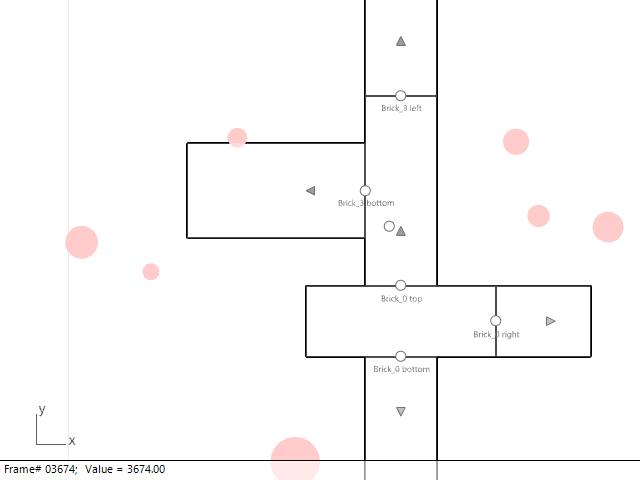 Brick_3 left
Brick_3 bottom
Brick_0 top
Brick_0 right
Brick_0 bottom
y
x
Frame# 03674; Value = 3674.00